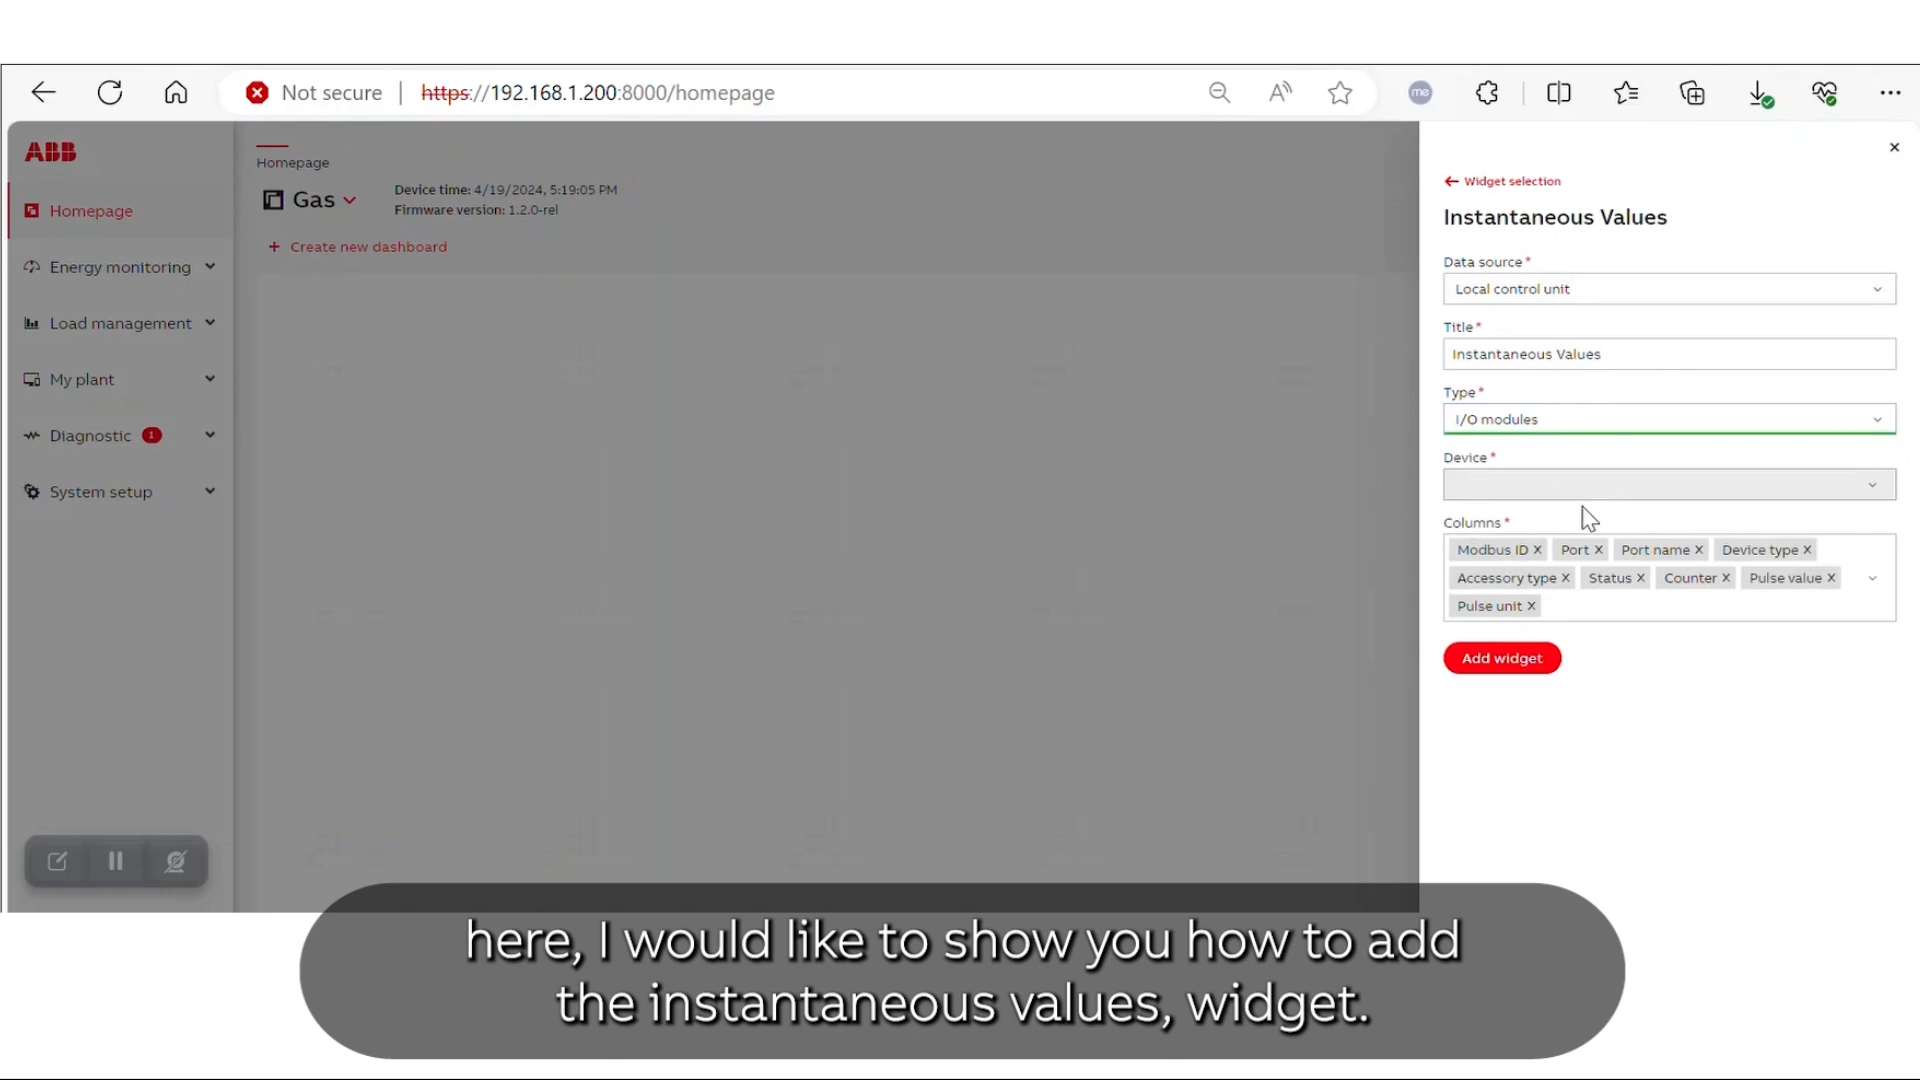 Not secure
https://192.168.1.200:8000/homepage
me
ABB
Homepage
Energy monitoring
Load management
My plant
Diagnostic 1
System setup
Homepage
Gas
Device time: 4/19/2024, 5:19:05 PM
Firmware version: 1.2.0-rel
+ Create new dashboard
Widget selection
Instantaneous Values
Data source*
Local control unit
Title*
Instantaneous Values
Type*
I/O modules
Device*
Columns*
Modbus ID X Port X Port name X Device type X
Accessory type X Status X Counter X Pulse value X
Pulse unit X
Add widget
here, I would like to show you how to add
the instantaneous values, widget.